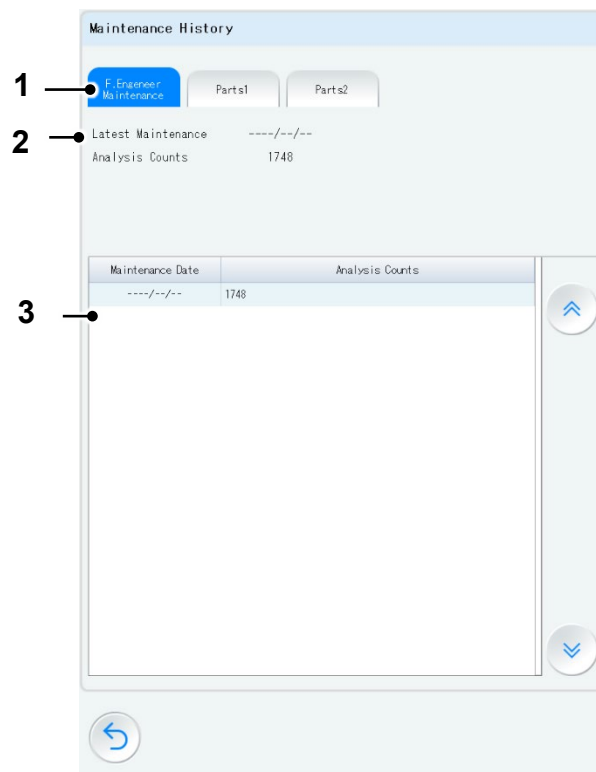 Maintenance History
1
F.Engeneer
Maintenance
Parts1
Parts2
2
Latest Maintenance ----/--/--
Analysis Counts 1748
Maintenance Date Analysis Counts
----/--/-- 1748
3